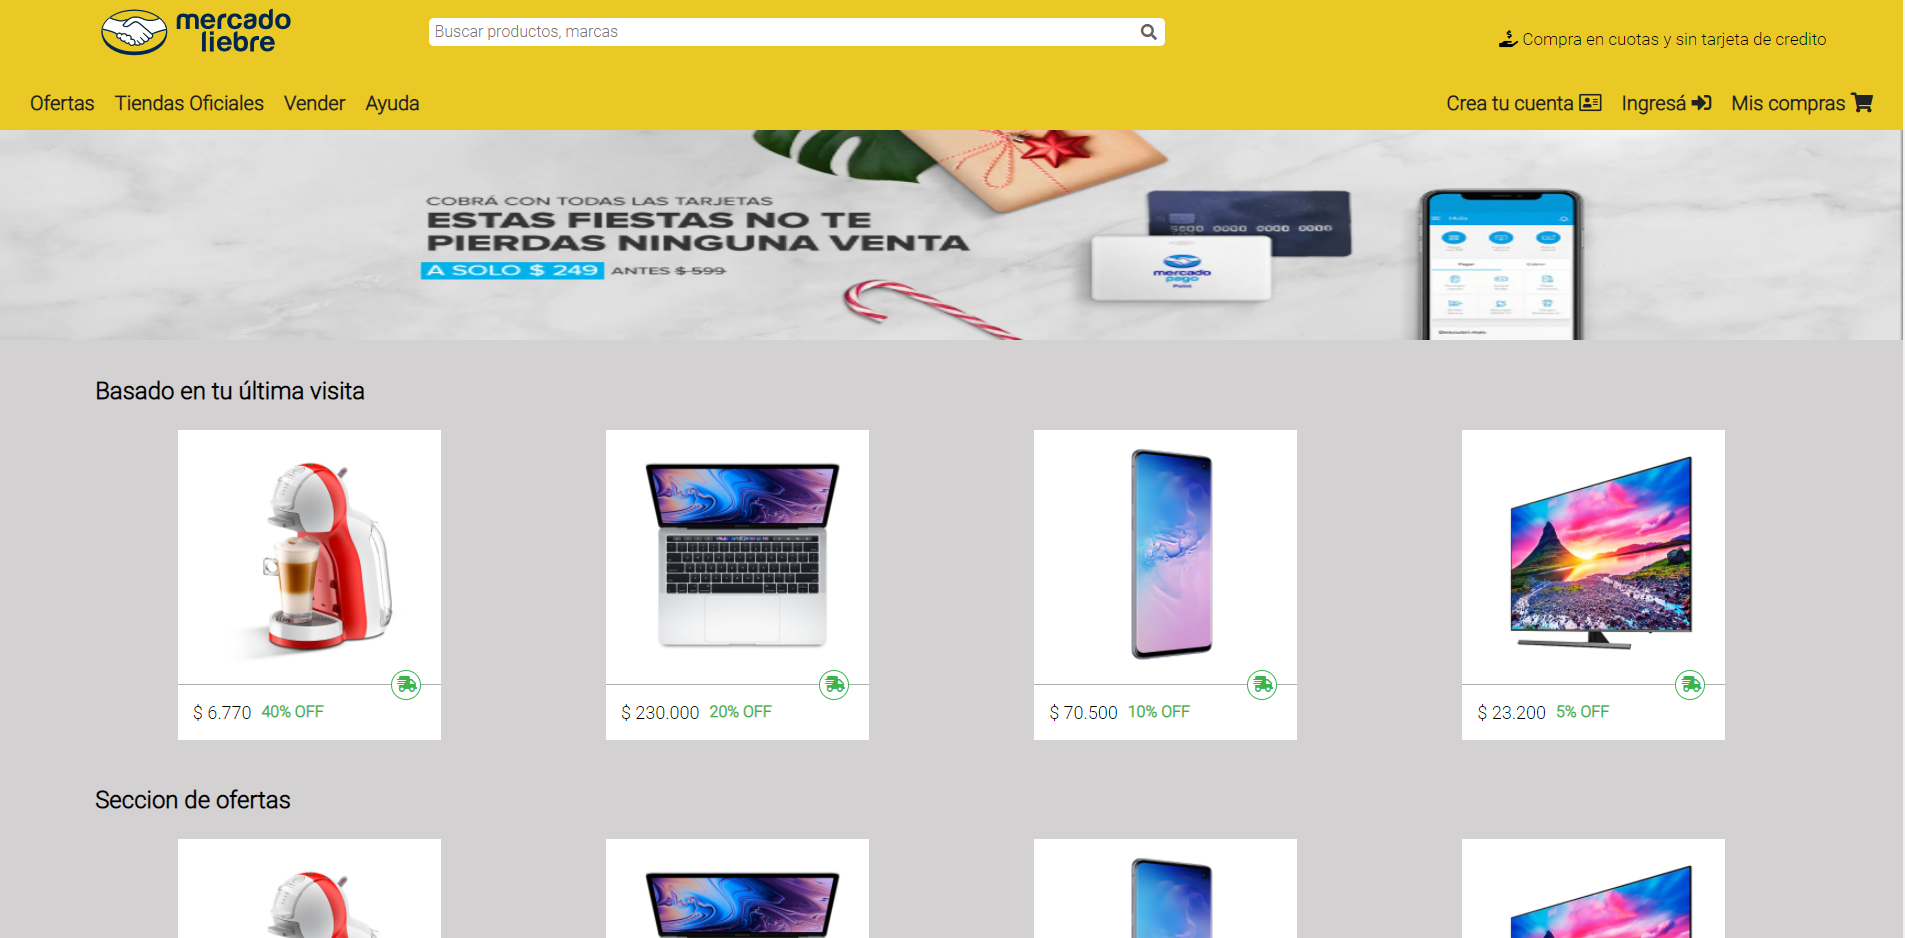 mercado
liebre
Buscar productos, marcas
Compra en cuotas y sin tarjeta de credito
Ofertas Tiendas Oficiales Vender Ayuda
Crea tu cuenta Ingresá Mis compras
COBRÁ CON TODAS LAS TARJETAS
ESTAS FIESTAS NO TE
PIERDAS NINGUNA VENTA
A SOLO $ 249 ANTES $ 599
mercado
pago
Point
Basado en tu última visita
$ 6.770 40% OFF
$ 230.000 20% OFF
$ 70.500 10% OFF
$ 23.200 5% OFF
Seccion de ofertas